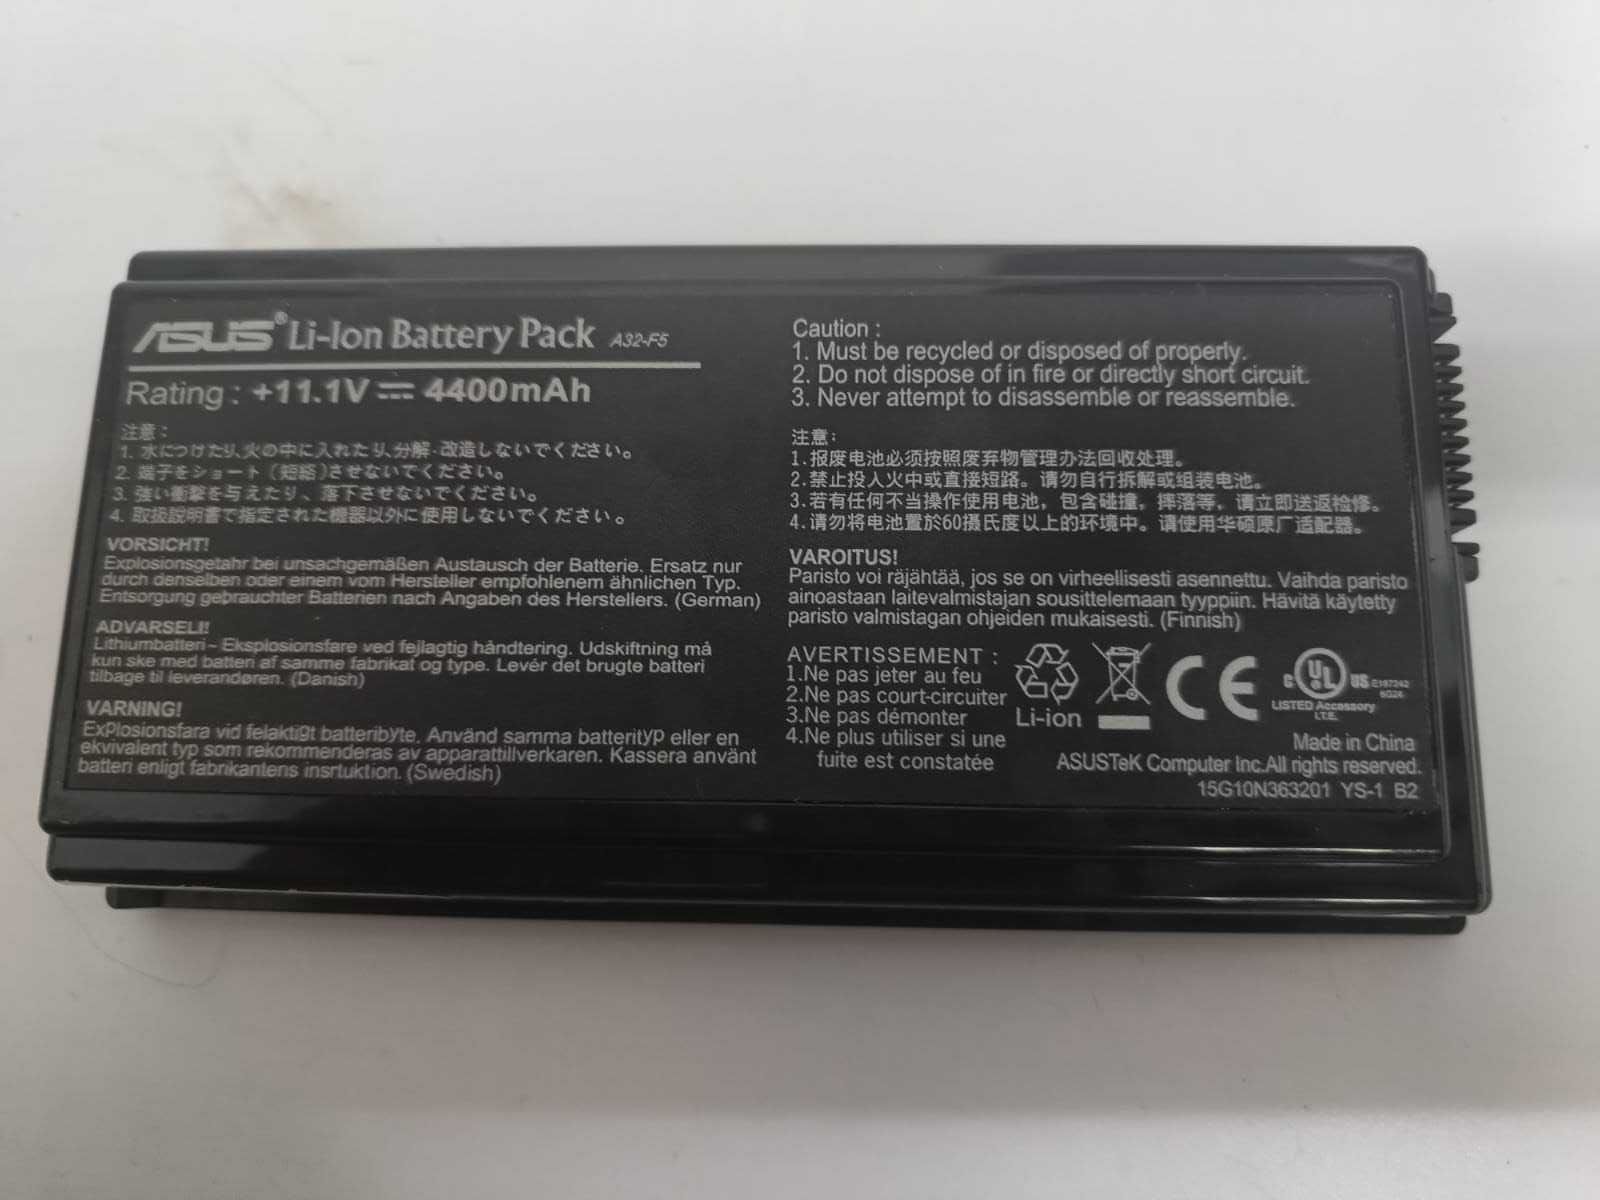 ASUS® Li-Ion Battery Pack A32-F5
Rating : +11.1V ⎓ 4400mAh
注意 :
1. 水につけたり､火の中に入れたり､分解･改造しないでください。
2. 端子をショート（短絡）させないでください。
3. 強い衝撃を与えたり、落下させないでください。
4. 取扱説明書で指定された機器以外に使用しないでください。
VORSICHT!
Explosionsgetahr bei unsachgemäßen Austausch der Batterie. Ersatz nur
durch denselben oder einem vom Hersteller empfohlenem ähnlichen Typ.
Entsorgung gebrauchter Batterien nach Angaben des Herstellers. (German)
ADVARSELI!
Lithiumbatteri- Eksplosionsfare ved fejlagtig håndtering. Udskiftning må
kun ske med batteri af samme fabrikat og type. Levér det brugte batteri
tilbage til leverandøren. (Danish)
VARNING!
Explosionsfara vid felaktigt batteribyte. Använd samma batterityp eller en
ekvivalent typ som rekommenderas av apparattillverkaren. Kassera använt
batteri enligt fabrikantens insrtuktion. (Swedish)
Caution :
1. Must be recycled or disposed of properly.
2. Do not dispose of in fire or directly short circuit.
3. Never attempt to disassemble or reassemble.
注意:
1.报废电池必须按照废弃物管理办法回收处理。
2.禁止投入火中或直接短路。请勿自行拆解或组装电池。
3.若有任何不当操作使用电池，包含碰撞，摔落等，请立即送返检修。
4.请勿将电池置於60摄氏度以上的环境中。请使用华硕原厂适配器。
VAROITUS!
Paristo voi räjähtää, jos se on virheellisesti asennettu. Vaihda paristo
ainoastaan laitevalmistajan sousittelemaan tyyppiin. Hävitä käytetty
paristo valmistagan ohjeiden mukaisesti. (Finnish)
AVERTISSEMENT :
1.Ne pas jeter au feu
2.Ne pas court-circuiter
3.Ne pas démonter
4.Ne plus utiliser si une
fuite est constatée
Li-ion
CE
c UL US E187242
6G24
LISTED Accessory
I.T.E.
Made in China
ASUSTeK Computer Inc.All rights reserved.
15G10N363201 YS-1 B2